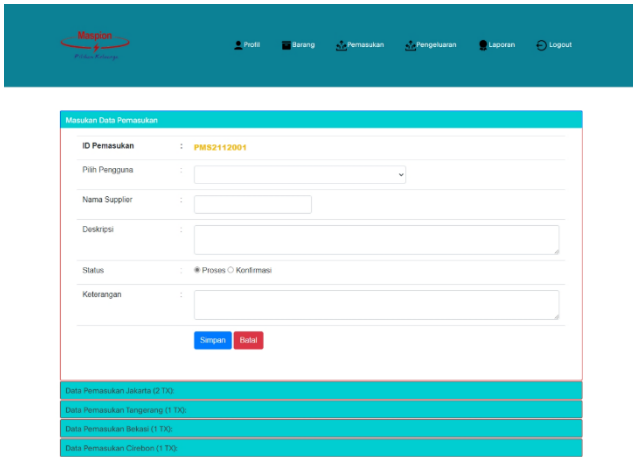 Maspion
Profil Barang Pemasukan Pengeluaran Laporan Logout
Masukan Data Pemasukan
ID Pemasukan : PMS2112001
Pilih Pengguna :
Nama Supplier :
Deskripsi :
Status : Proses Konfirmasi
Keterangan :
Simpan Batal
Data Pemasukan Jakarta (2 TX):
Data Pemasukan Tangerang (1 TX):
Data Pemasukan Bekasi (1 TX):
Data Pemasukan Cirebon (1 TX):